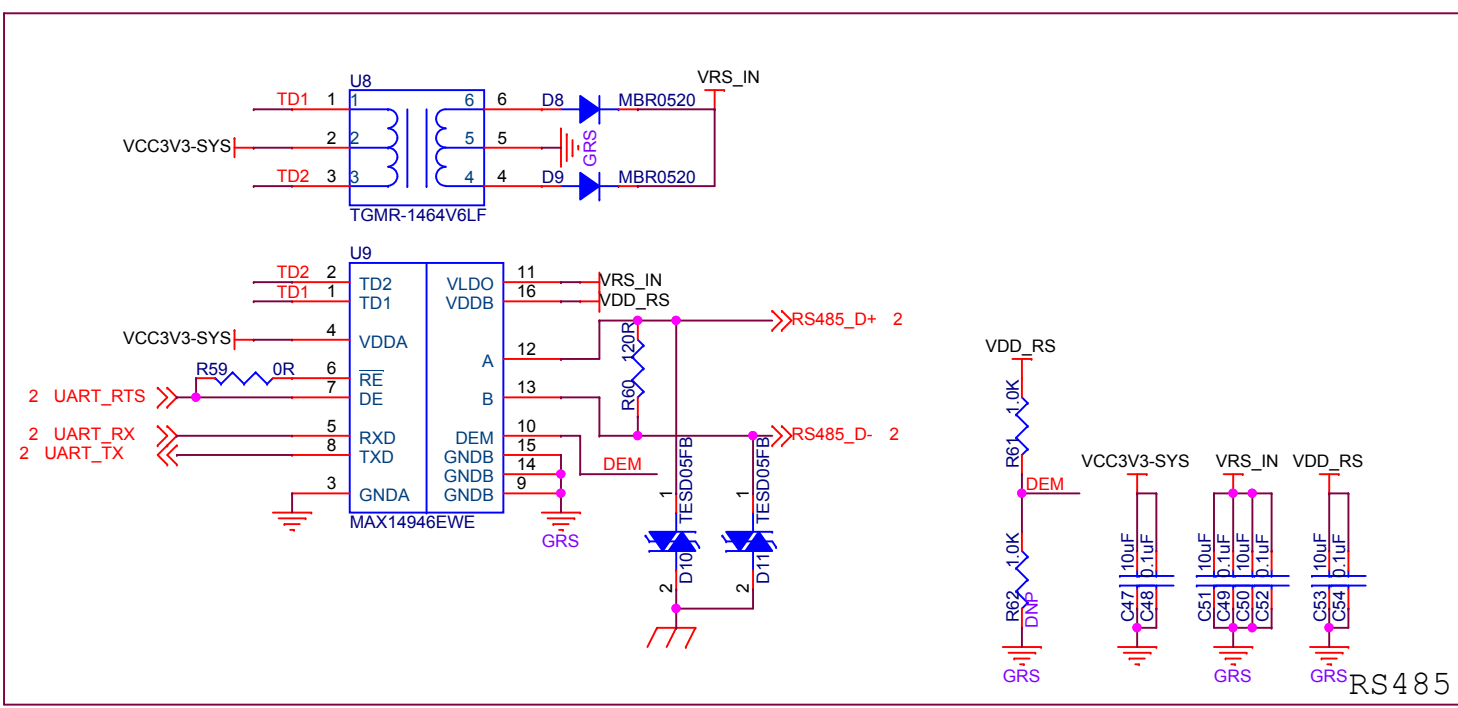 U8
VRS_IN
TD1 1 1 6 6 D8 MBR0520
VCC3V3-SYS 2 2 5 5 GRS
TD2 3 3 4 4 D9 MBR0520
TGMR-1464V6LF
U9
TD2 2 TD2 VLDO 11 VRS_IN
TD1 1 TD1 VDDB 16 VDD_RS
VCC3V3-SYS 4 VDDA
RS485_D+ 2
A 12
R59 0R 6 RE
2 UART_RTS 7 DE
B 13
R60 120R
2 UART_RX 5 RXD
DEM 10
RS485_D- 2
2 UART_TX 8 TXD
GNDB 15
GNDB 14
DEM
3 GNDA
GNDB 9
MAX14946EWE
GRS
1 TESD05FB
D10
2
1 TESD05FB
D11
2
VDD_RS
R61 1.0K
DEM
R62 1.0K
DNP
GRS
VCC3V3-SYS
C47 10uF
C48 0.1uF
VRS_IN
C51 10uF
C49 0.1uF
C50 10uF
C52 0.1uF
GRS
VDD_RS
C53 10uF
C54 0.1uF
GRS
RS485